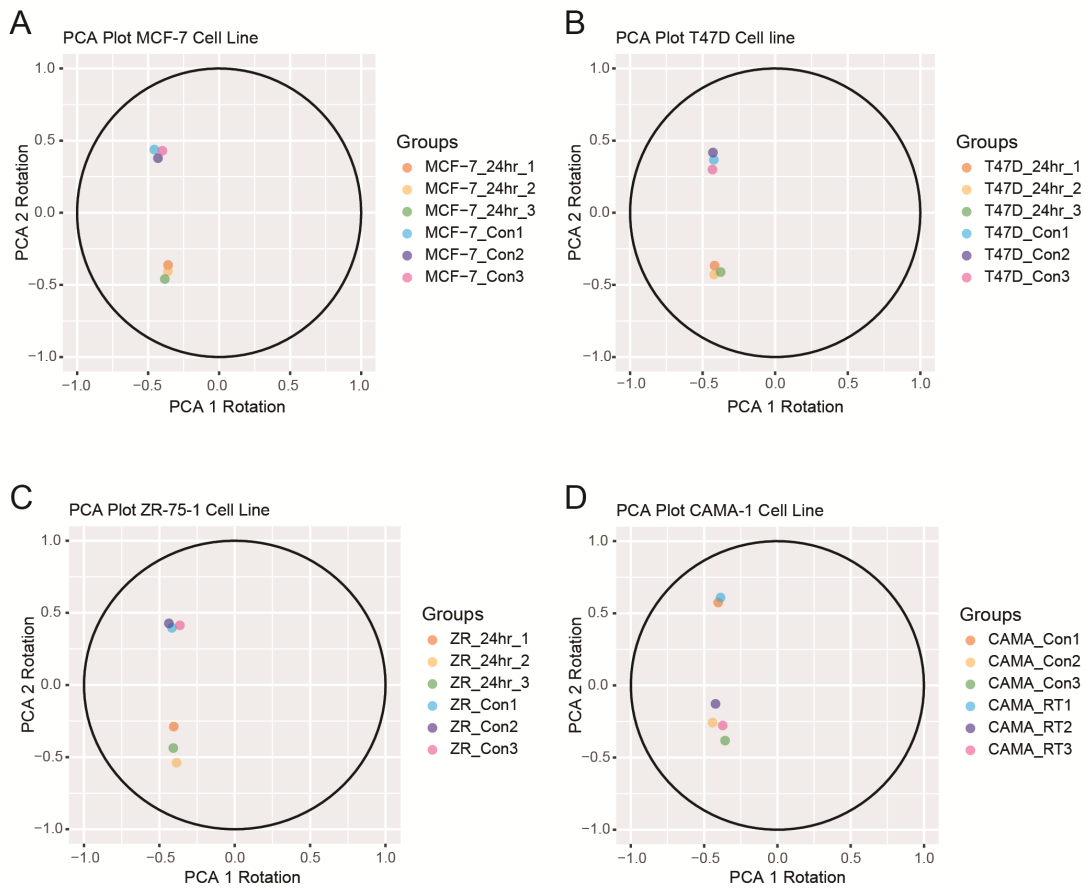 A
PCA Plot MCF-7 Cell Line
1.0
0.5
0.0
−0.5
−1.0
PCA 2 Rotation
−1.0 −0.5 0.0 0.5 1.0
PCA 1 Rotation
Groups
MCF−7_24hr_1
MCF−7_24hr_2
MCF−7_24hr_3
MCF−7_Con1
MCF−7_Con2
MCF−7_Con3
B
PCA Plot T47D Cell line
1.0
0.5
0.0
−0.5
−1.0
PCA 2 Rotation
−1.0 −0.5 0.0 0.5 1.0
PCA 1 Rotation
Groups
T47D_24hr_1
T47D_24hr_2
T47D_24hr_3
T47D_Con1
T47D_Con2
T47D_Con3
C
PCA Plot ZR-75-1 Cell Line
1.0
0.5
0.0
−0.5
−1.0
PCA 2 Rotation
−1.0 −0.5 0.0 0.5 1.0
PCA 1 Rotation
Groups
ZR_24hr_1
ZR_24hr_2
ZR_24hr_3
ZR_Con1
ZR_Con2
ZR_Con3
D
PCA Plot CAMA-1 Cell Line
1.0
0.5
0.0
−0.5
−1.0
PCA 2 Rotation
−1.0 −0.5 0.0 0.5 1.0
PCA 1 Rotation
Groups
CAMA_Con1
CAMA_Con2
CAMA_Con3
CAMA_RT1
CAMA_RT2
CAMA_RT3